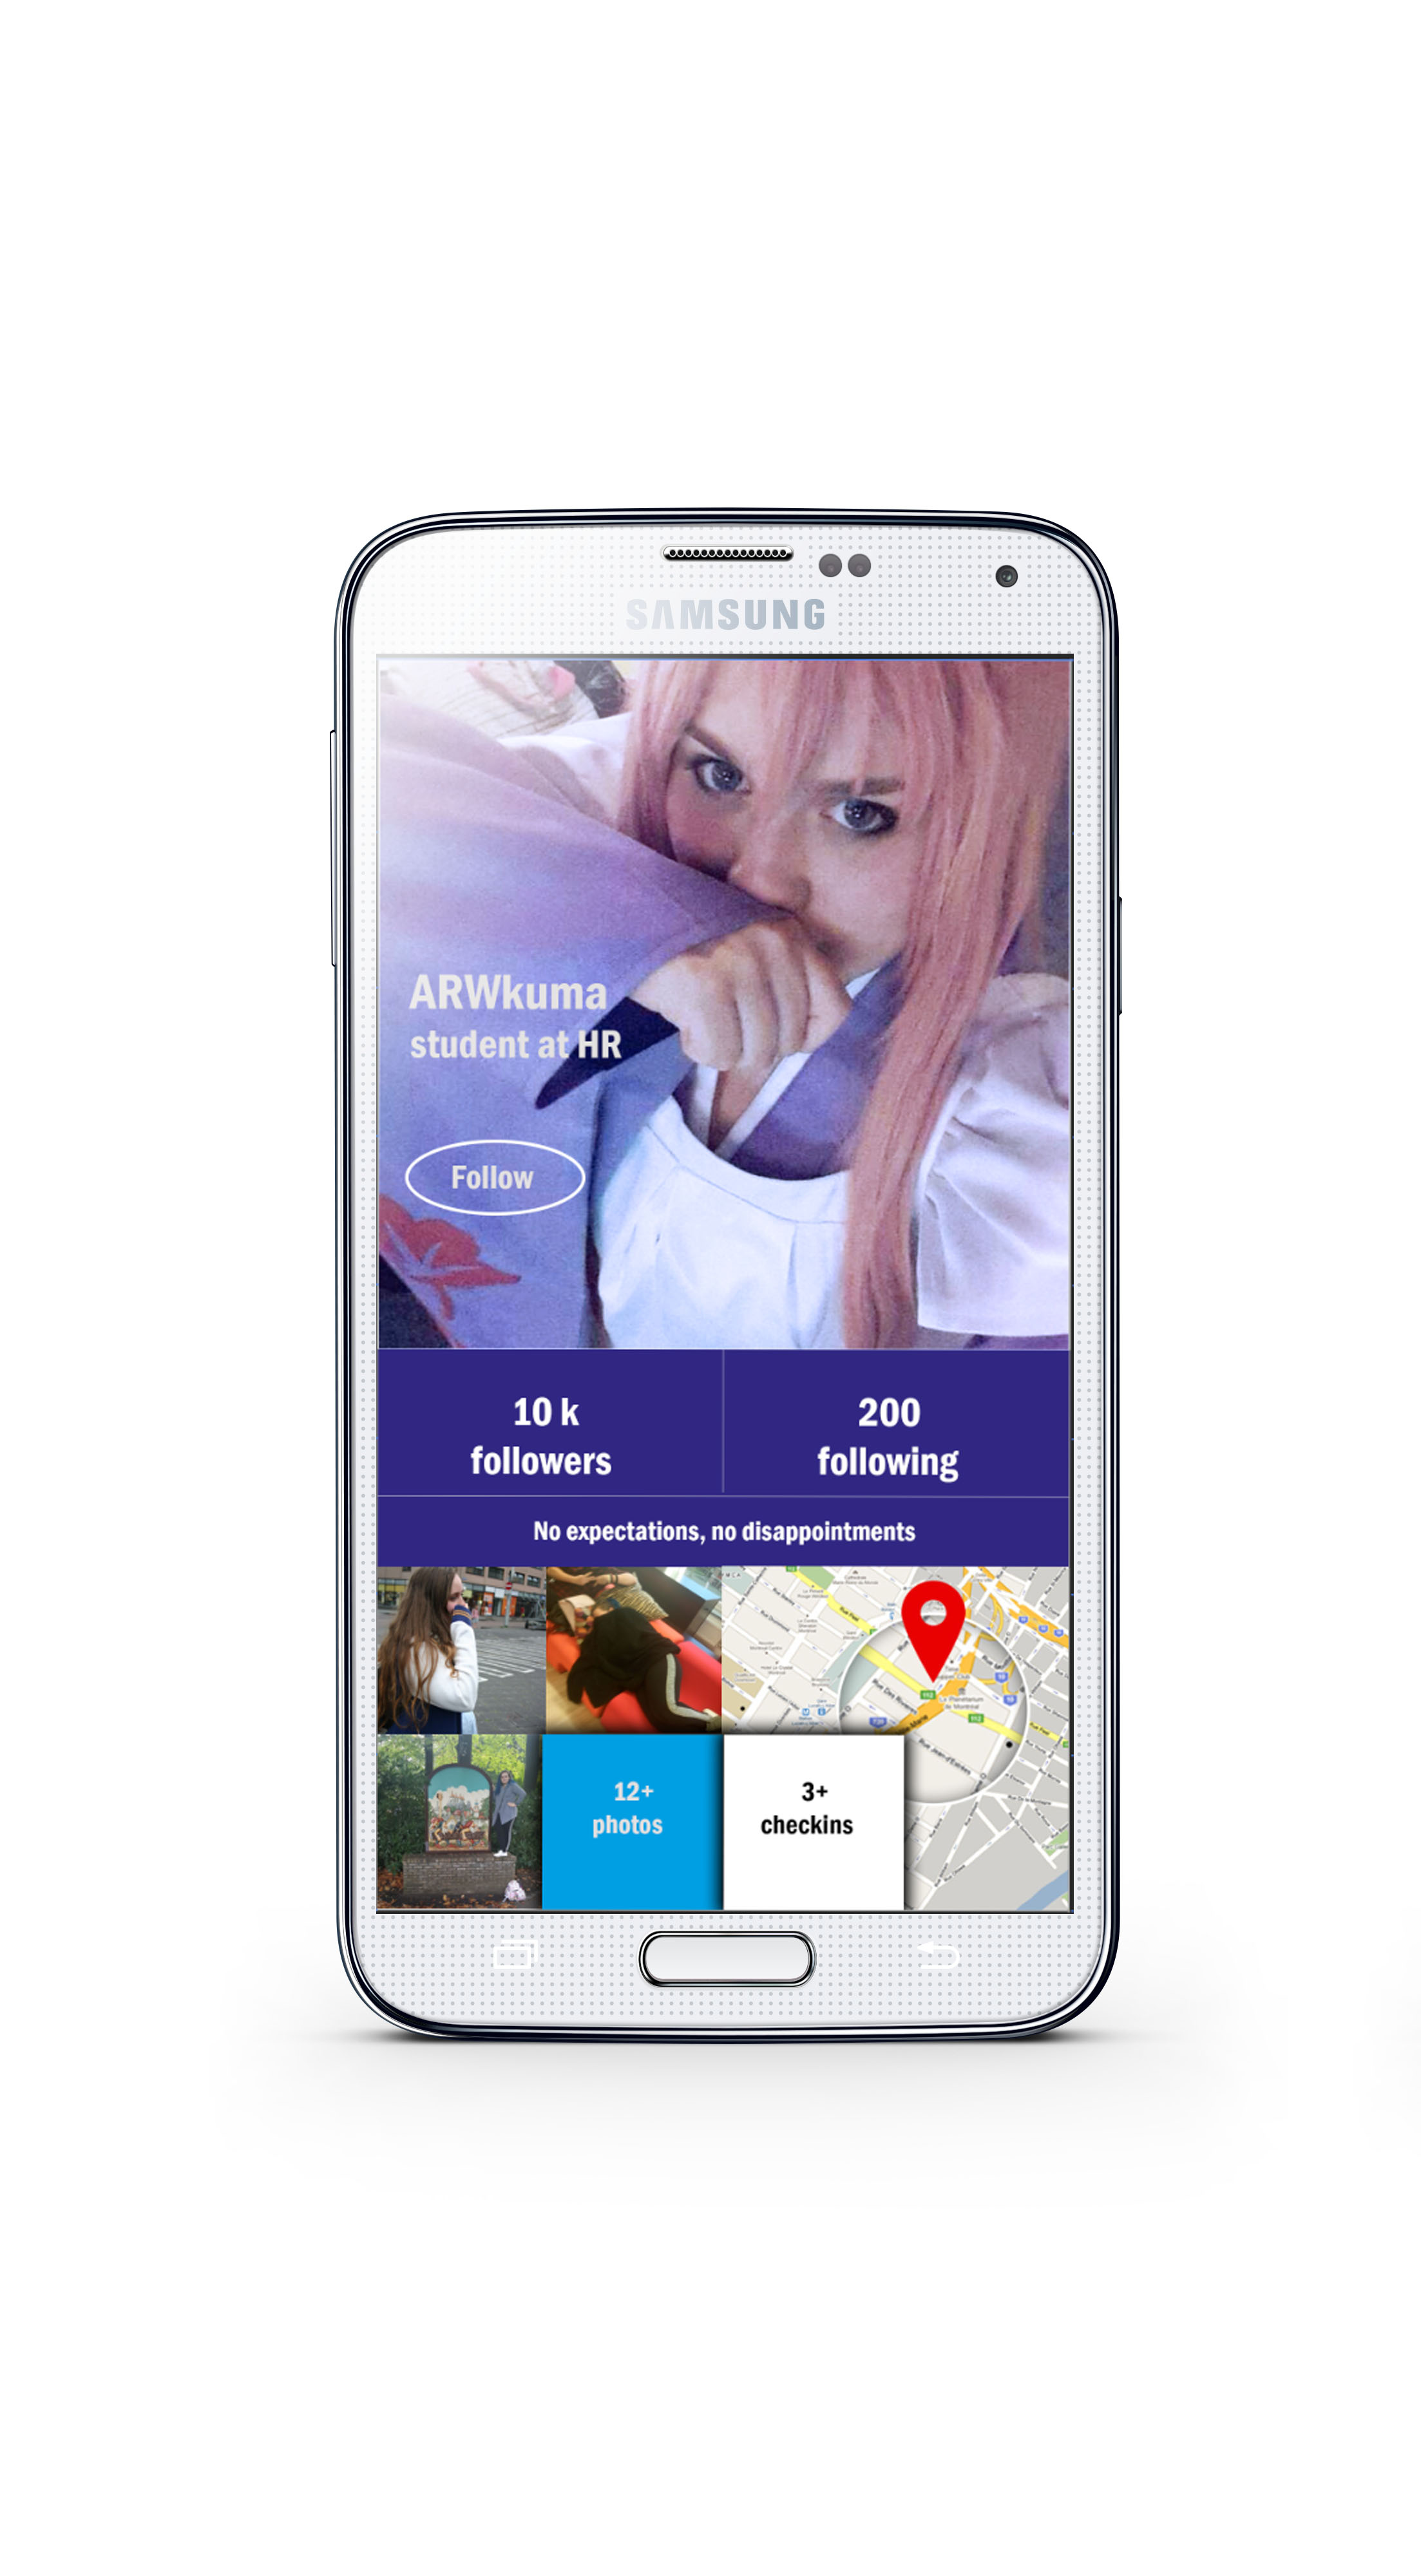 SAMSUNG
ARWkuma
student at HR
Follow
10 k
followers
200
following
No expectations, no disappointments
12+
photos
3+
checkins